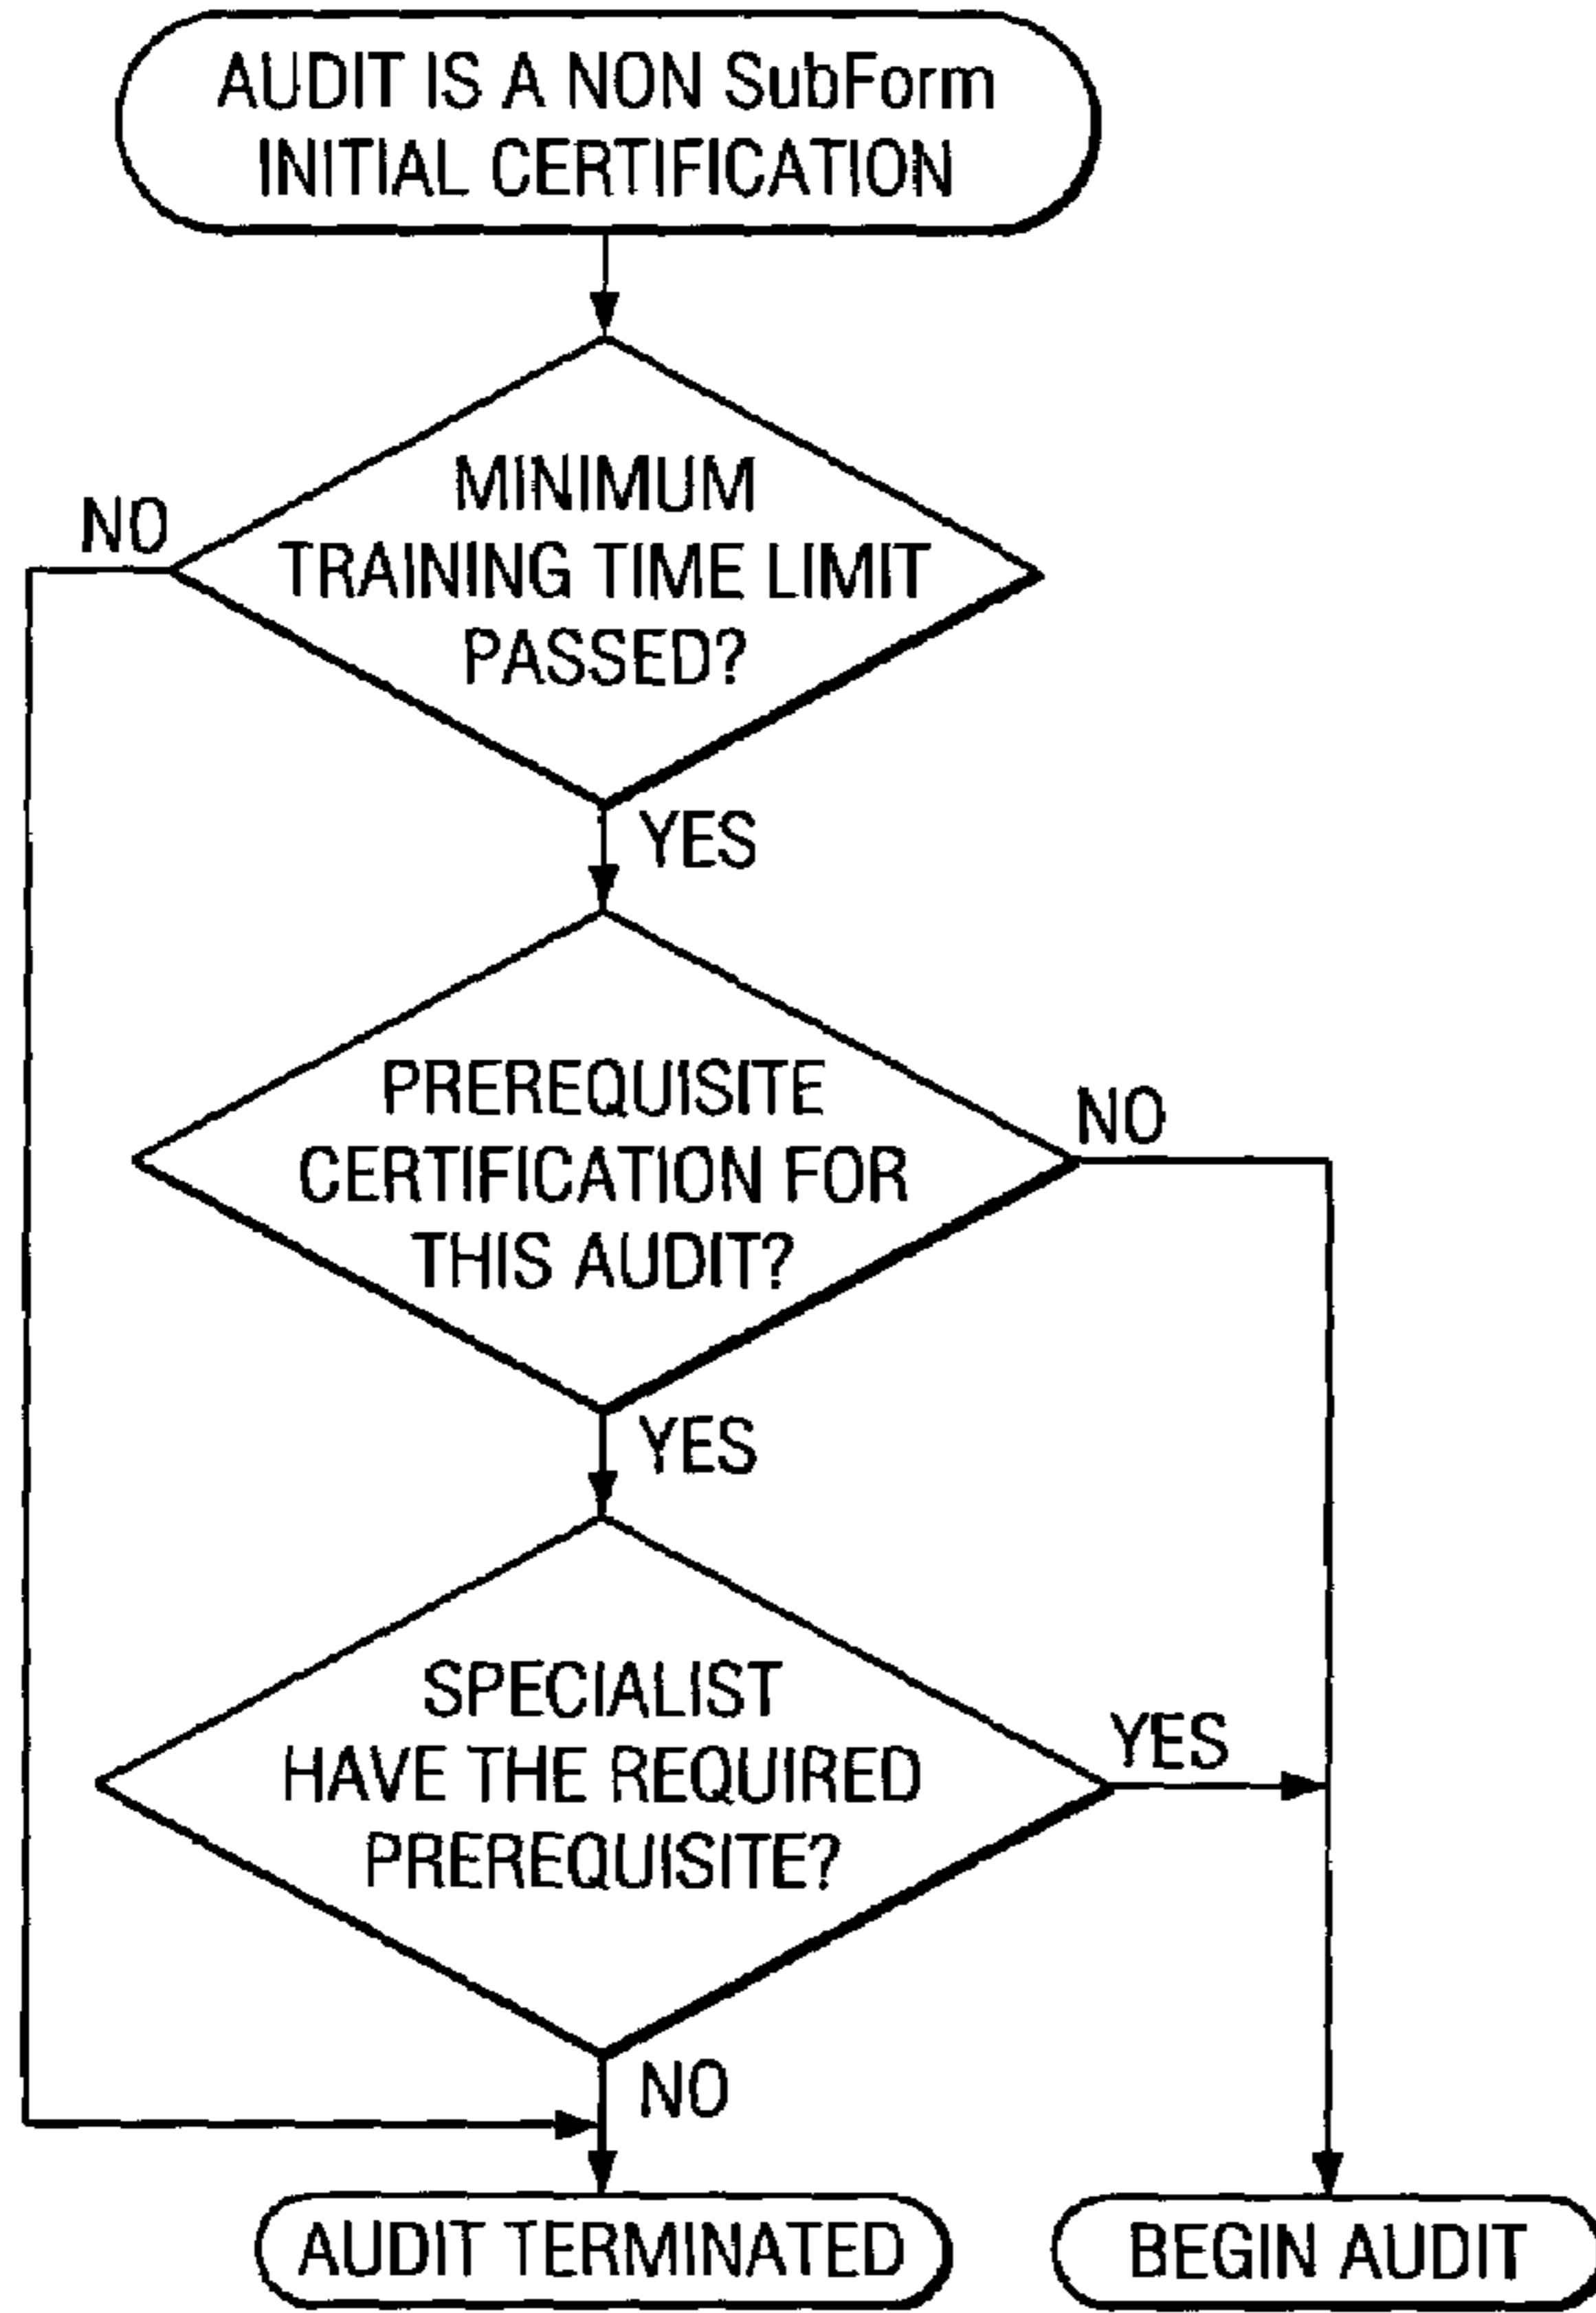 AUDIT IS A NON SubForm
INITIAL CERTIFICATION
MINIMUM
TRAINING TIME LIMIT
PASSED?
NO
YES
PREREQUISITE
CERTIFICATION FOR
THIS AUDIT?
NO
YES
SPECIALIST
HAVE THE REQUIRED
PREREQUISITE?
YES
NO
AUDIT TERMINATED
BEGIN AUDIT